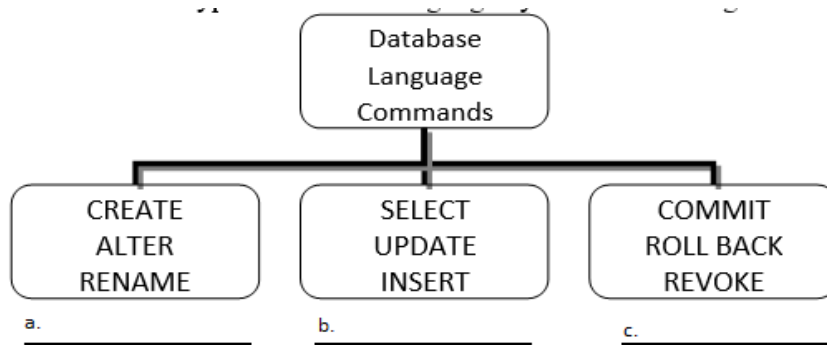 Database
Language
Commands
CREATE
ALTER
RENAME
SELECT
UPDATE
INSERT
COMMIT
ROLL BACK
REVOKE
a.
b.
c.